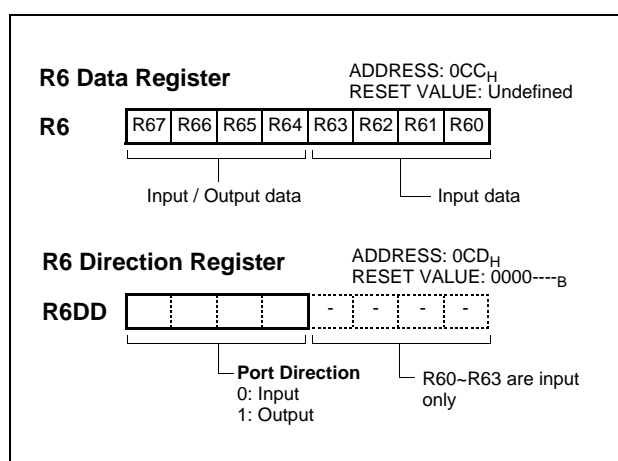 R6 Data Register
ADDRESS: 0CCH
RESET VALUE: Undefined
R6
R67 R66 R65 R64 R63 R62 R61 R60
Input / Output data
Input data
R6 Direction Register
ADDRESS: 0CDH
RESET VALUE: 0000----B
R6DD
- - - -
Port Direction
0: Input
1: Output
R60~R63 are input
only